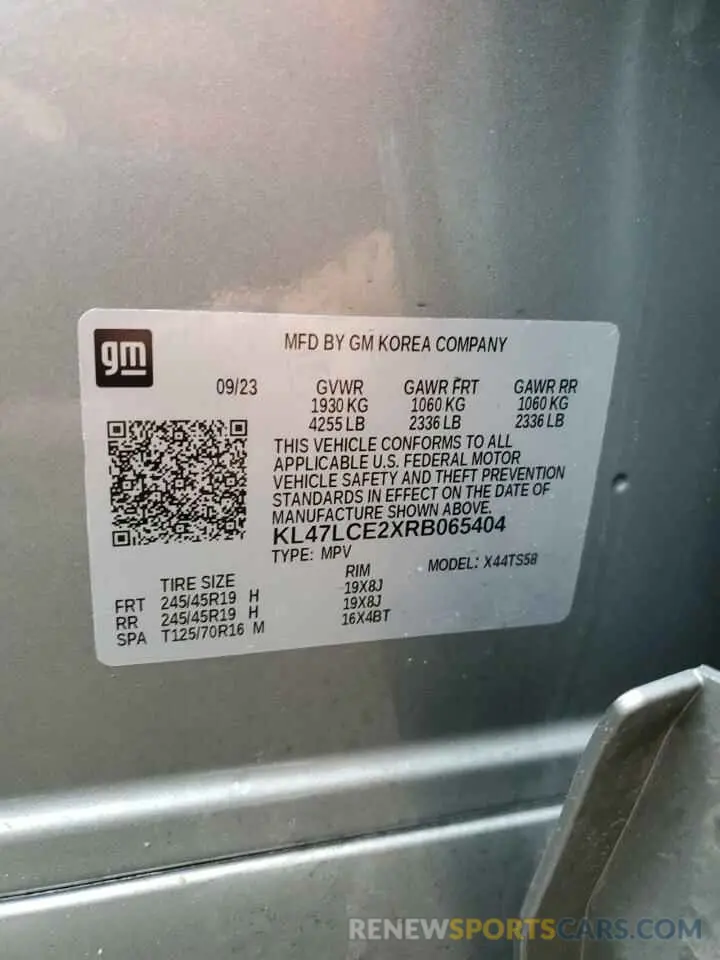 gm
MFD BY GM KOREA COMPANY
09/23 GVWR GAWR FRT GAWR RR
1930 KG 1060 KG 1060 KG
4255 LB 2336 LB 2336 LB
THIS VEHICLE CONFORMS TO ALL
APPLICABLE U.S. FEDERAL MOTOR
VEHICLE SAFETY AND THEFT PREVENTION
STANDARDS IN EFFECT ON THE DATE OF
MANUFACTURE SHOWN ABOVE.
KL47LCE2XRB065404
TYPE: MPV MODEL: X44TS58
TIRE SIZE RIM
FRT 245/45R19 H 19X8J
RR 245/45R19 H 19X8J
SPA T125/70R16 M 16X4BT
RENEWSPORTSCARS.COM